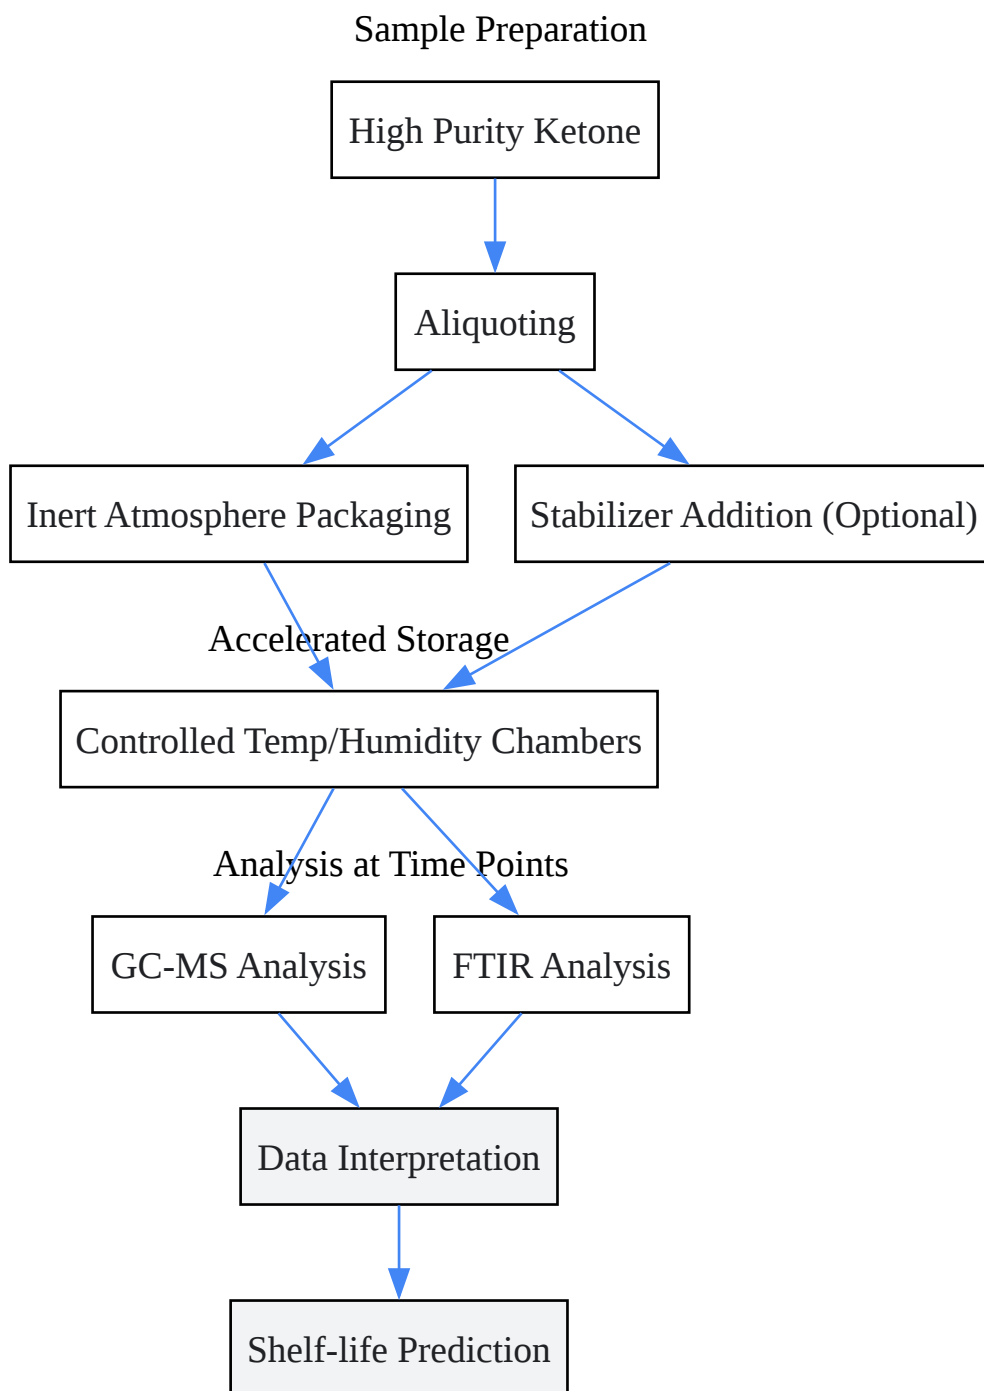 Sample Preparation
High Purity Ketone
Aliquoting
Inert Atmosphere Packaging
Stabilizer Addition (Optional)
Accelerated Storage
Controlled Temp/Humidity Chambers
Analysis at Time Points
GC-MS Analysis
FTIR Analysis
Data Interpretation
Shelf-life Prediction